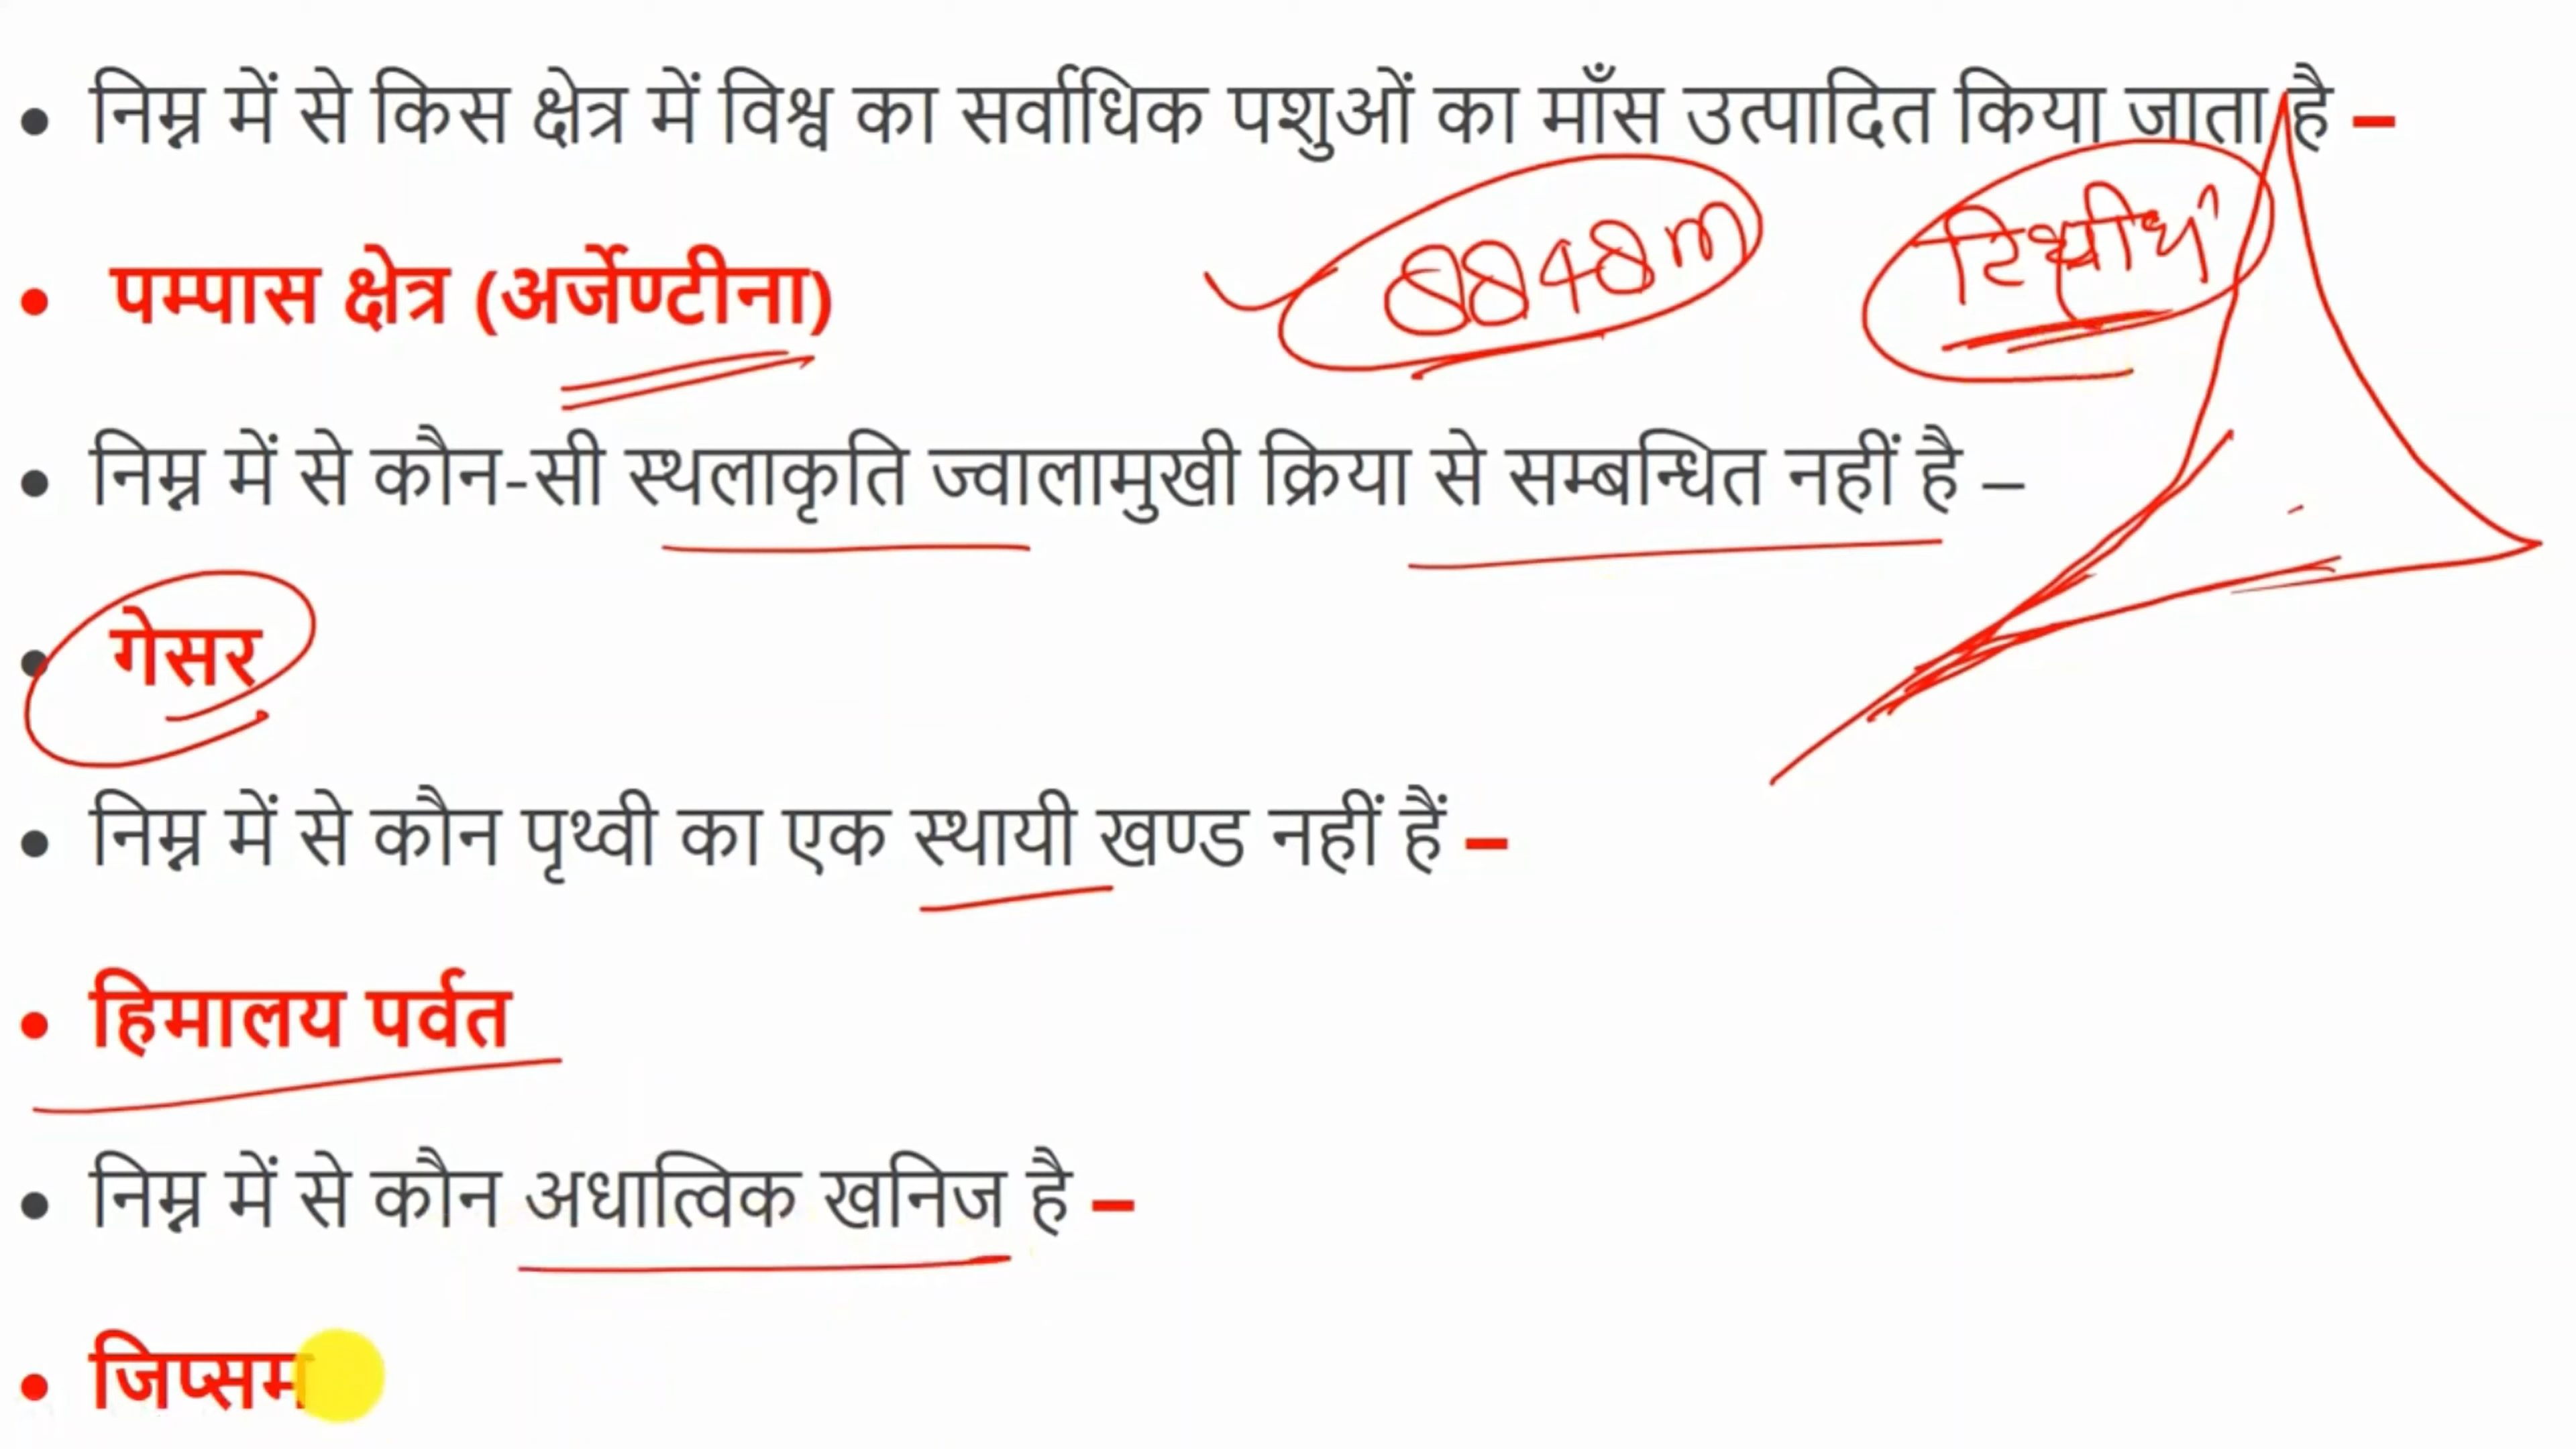 • निम्न में से किस क्षेत्र में विश्व का सर्वाधिक पशुओं का माँस उत्पादित किया जाता है –
8848m
• पम्पास क्षेत्र (अर्जेण्टीना)
• निम्न में से कौन-सी स्थलाकृति ज्वालामुखी क्रिया से सम्बन्धित नहीं है –
• गेसर
• निम्न में से कौन पृथ्वी का एक स्थायी खण्ड नहीं हैं –
• हिमालय पर्वत
• निम्न में से कौन अधात्विक खनिज है –
• जिप्सम